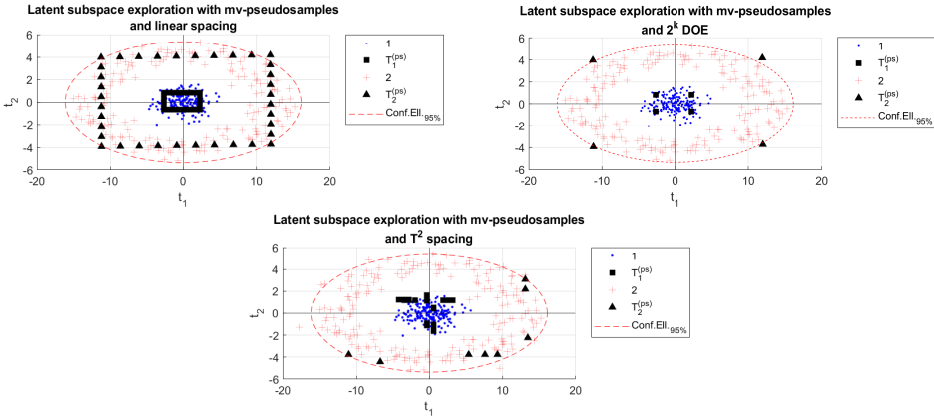 Latent subspace exploration with mv-pseudosamples
and linear spacing
6
4
2
0
-2
-4
-6
t2
-20
-10
0
10
20
t1
1
T1(ps)
2
T2(ps)
Conf.Ell.95%
Latent subspace exploration with mv-pseudosamples
and 2k DOE
6
4
2
0
-2
-4
-6
t2
-20
-10
0
10
20
t1
1
T1(ps)
2
T2(ps)
Conf.Ell.95%
Latent subspace exploration with mv-pseudosamples
and T2 spacing
6
4
2
0
-2
-4
-6
t2
-20
-10
0
10
20
t1
1
T1(ps)
2
T2(ps)
Conf.Ell.95%